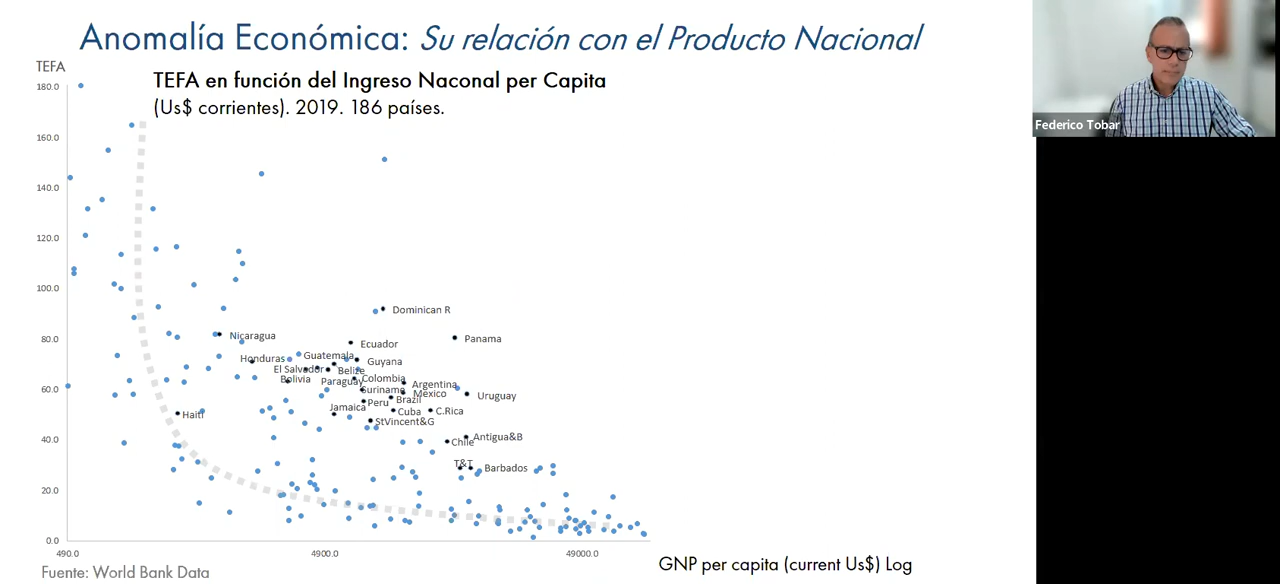 Anomalía Económica: Su relación con el Producto Nacional
TEFA
TEFA en función del Ingreso Naconal per Capita
(Us$ corrientes). 2019. 186 países.
180.0
160.0
140.0
120.0
100.0
80.0
60.0
40.0
20.0
0.0
Dominican R
Nicaragua
Panama
Ecuador
Honduras
Guatemala
Guyana
El Salvador
Belize
Bolivia
Paraguay
Colombia
Argentina
Suriname
Mexico
Uruguay
Peru
Brazil
Haiti
Jamaica
Cuba
C.Rica
StVincent&G
Chile
Antigua&B
T&T
Barbados
490.0
4900.0
49000.0
GNP per capita (current Us$) Log
Fuente: World Bank Data
Federico Tobar